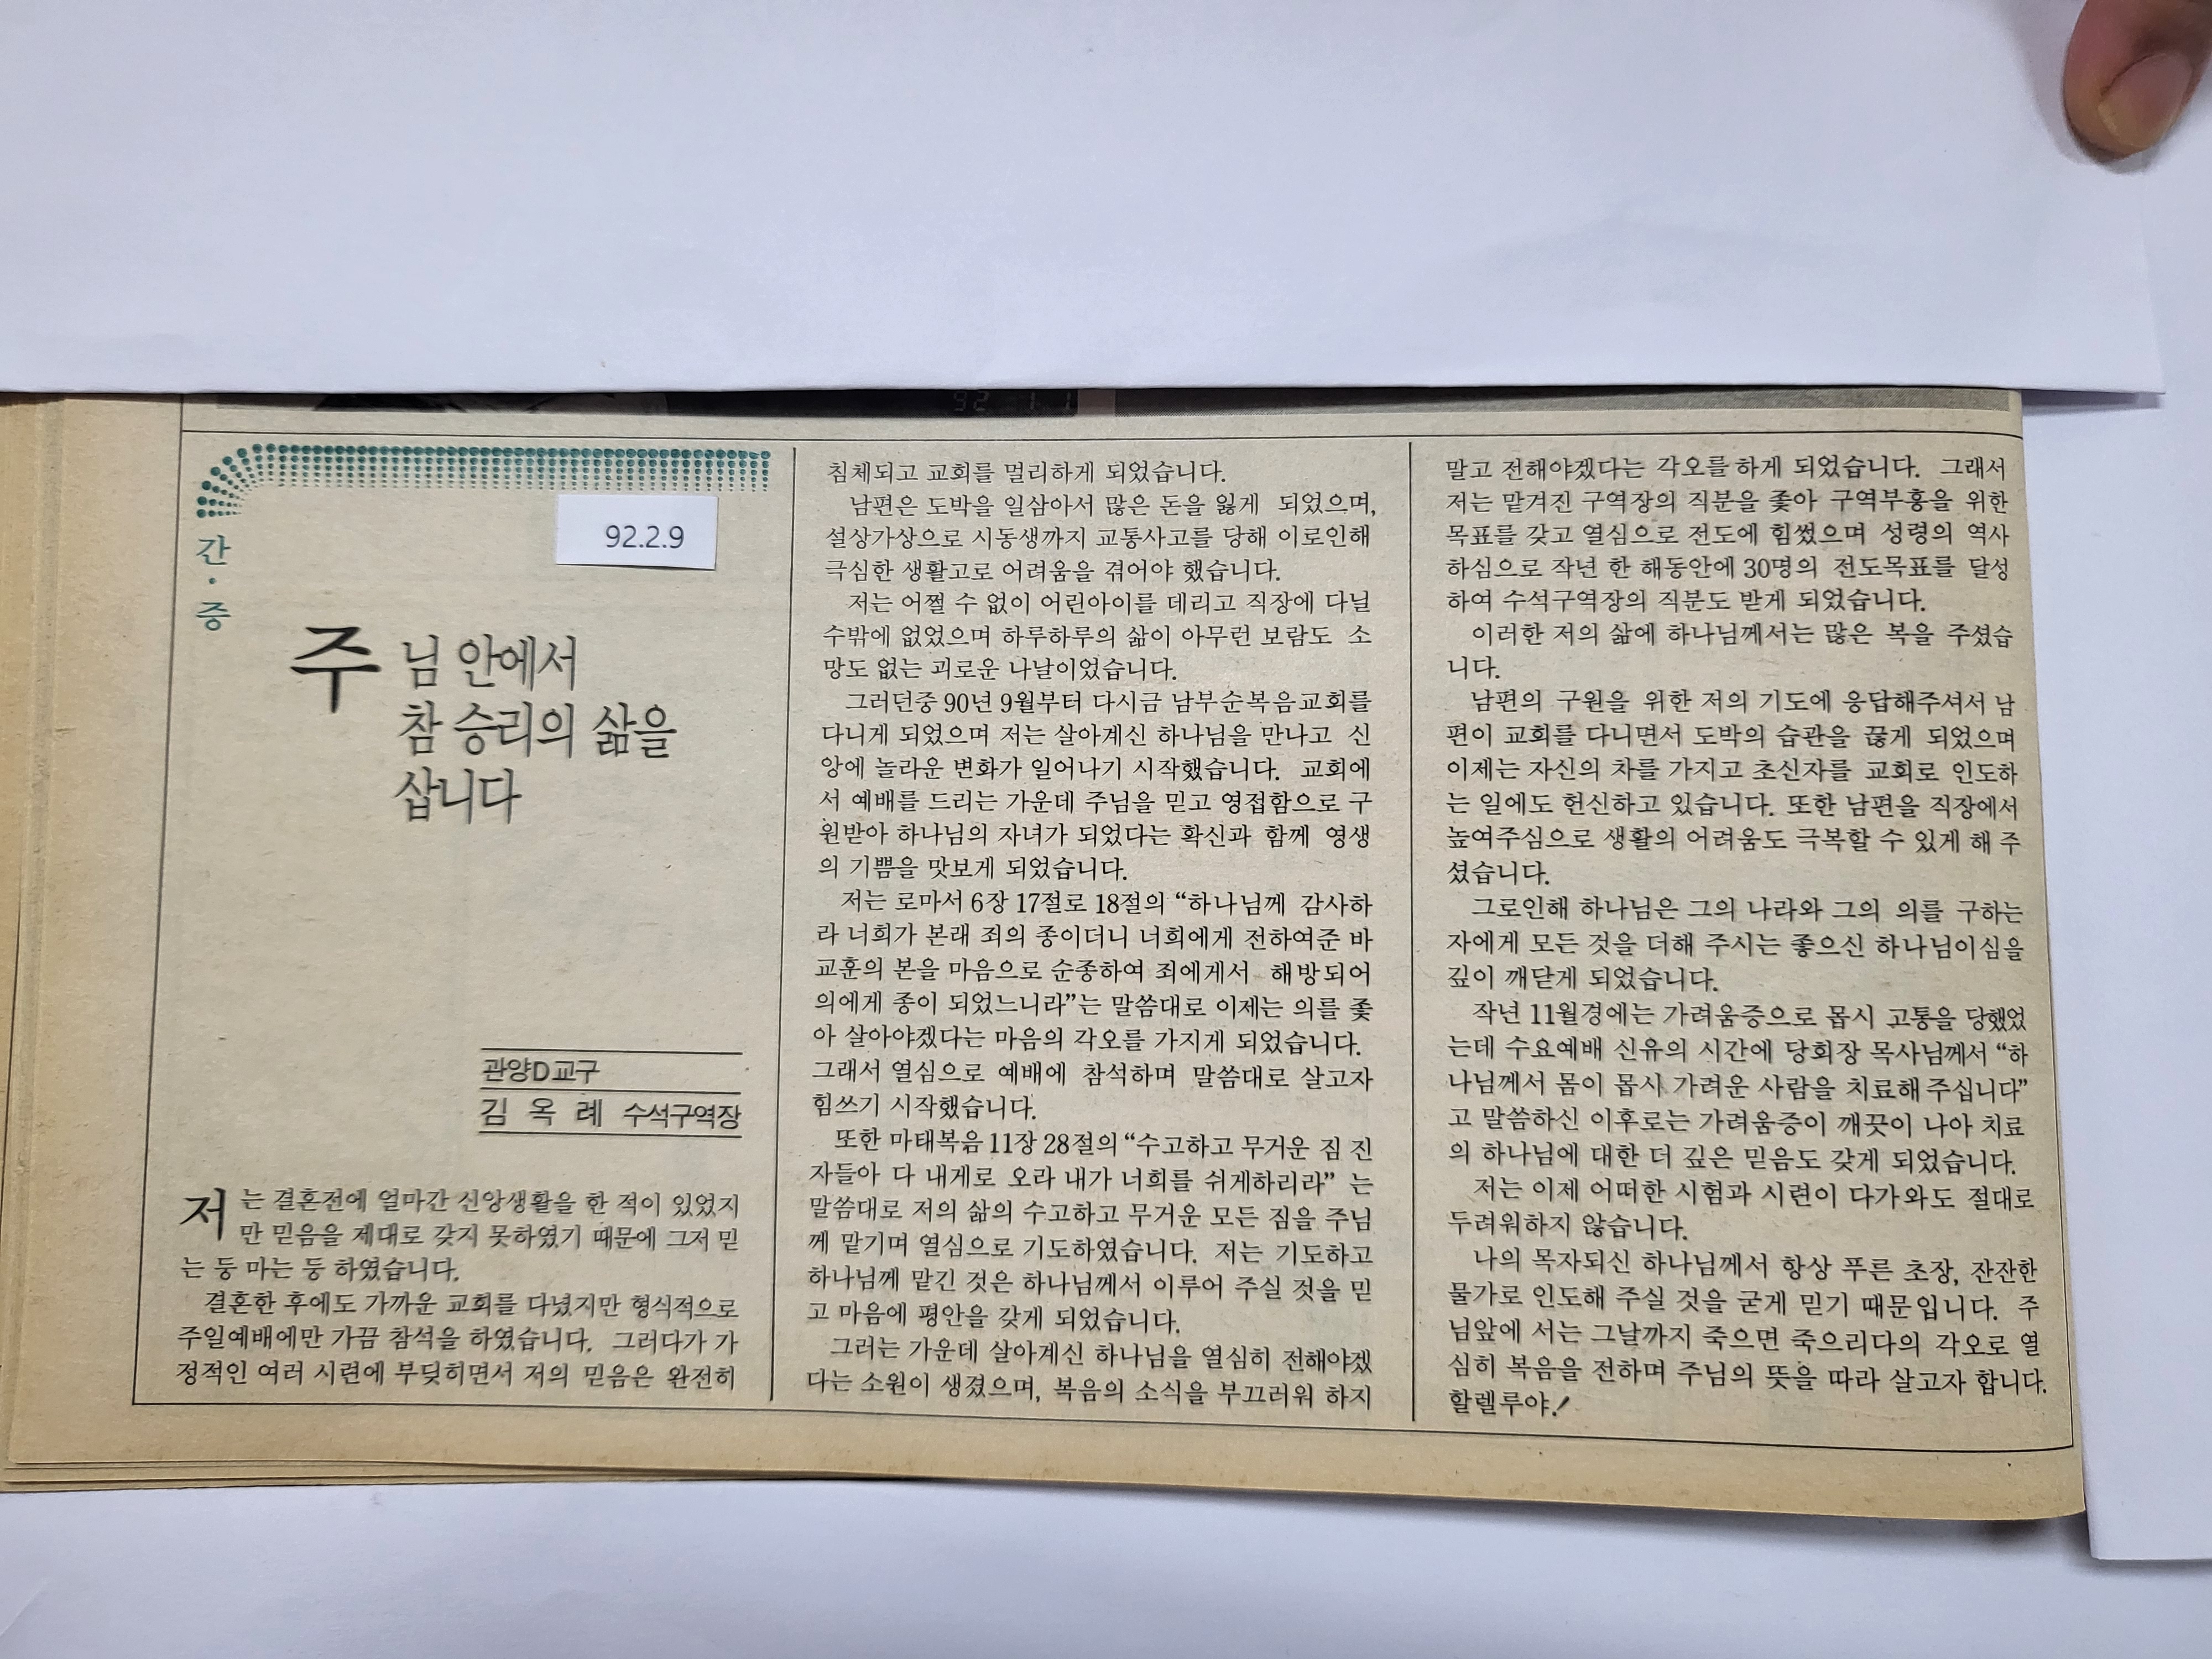 92 1 1
간·증
92.2.9
주님 안에서
참 승리의 삶을
삽니다
관양D교구
김 옥 례 수석구역장
저는 결혼전에 얼마간 신앙생활을 한 적이 있었지
만 믿음을 제대로 갖지 못하였기 때문에 그저 믿
는 둥 마는 둥 하였습니다.
결혼한 후에도 가까운 교회를 다녔지만 형식적으로
주일예배에만 가끔 참석을 하였습니다. 그러다가 가
정적인 여러 시련에 부딪히면서 저의 믿음은 완전히
침체되고 교회를 멀리하게 되었습니다.
남편은 도박을 일삼아서 많은 돈을 잃게 되었으며,
설상가상으로 시동생까지 교통사고를 당해 이로인해
극심한 생활고로 어려움을 겪어야 했습니다.
저는 어쩔 수 없이 어린아이를 데리고 직장에 다닐
수밖에 없었으며 하루하루의 삶이 아무런 보람도 소
망도 없는 괴로운 나날이었습니다.
그러던중 90년 9월부터 다시금 남부순복음교회를
다니게 되었으며 저는 살아계신 하나님을 만나고 신
앙에 놀라운 변화가 일어나기 시작했습니다. 교회에
서 예배를 드리는 가운데 주님을 믿고 영접함으로 구
원받아 하나님의 자녀가 되었다는 확신과 함께 영생
의 기쁨을 맛보게 되었습니다.
저는 로마서 6장 17절로 18절의 “하나님께 감사하
라 너희가 본래 죄의 종이더니 너희에게 전하여준 바
교훈의 본을 마음으로 순종하여 죄에게서 해방되어
의에게 종이 되었느니라”는 말씀대로 이제는 의를 좇
아 살아야겠다는 마음의 각오를 가지게 되었습니다.
그래서 열심으로 예배에 참석하며 말씀대로 살고자
힘쓰기 시작했습니다.
또한 마태복음 11장 28절의 “수고하고 무거운 짐 진
자들아 다 내게로 오라 내가 너희를 쉬게하리라” 는
말씀대로 저의 삶의 수고하고 무거운 모든 짐을 주님
께 맡기며 열심으로 기도하였습니다. 저는 기도하고
하나님께 맡긴 것은 하나님께서 이루어 주실 것을 믿
고 마음에 평안을 갖게 되었습니다.
그러는 가운데 살아계신 하나님을 열심히 전해야겠
다는 소원이 생겼으며, 복음의 소식을 부끄러워 하지
말고 전해야겠다는 각오를 하게 되었습니다. 그래서
저는 맡겨진 구역장의 직분을 좇아 구역부흥을 위한
목표를 갖고 열심으로 전도에 힘썼으며 성령의 역사
하심으로 작년 한 해동안에 30명의 전도목표를 달성
하여 수석구역장의 직분도 받게 되었습니다.
이러한 저의 삶에 하나님께서는 많은 복을 주셨습
니다.
남편의 구원을 위한 저의 기도에 응답해주셔서 남
편이 교회를 다니면서 도박의 습관을 끊게 되었으며
이제는 자신의 차를 가지고 초신자를 교회로 인도하
는 일에도 헌신하고 있습니다. 또한 남편을 직장에서
높여주심으로 생활의 어려움도 극복할 수 있게 해 주
셨습니다.
그로인해 하나님은 그의 나라와 그의 의를 구하는
자에게 모든 것을 더해 주시는 좋으신 하나님이심을
깊이 깨닫게 되었습니다.
작년 11월경에는 가려움증으로 몹시 고통을 당했었
는데 수요예배 신유의 시간에 당회장 목사님께서 “하
나님께서 몸이 몹시 가려운 사람을 치료해 주십니다”
고 말씀하신 이후로는 가려움증이 깨끗이 나아 치료
의 하나님에 대한 더 깊은 믿음도 갖게 되었습니다.
저는 이제 어떠한 시험과 시련이 다가와도 절대로
두려워하지 않습니다.
나의 목자되신 하나님께서 항상 푸른 초장, 잔잔한
물가로 인도해 주실 것을 굳게 믿기 때문입니다. 주
님앞에 서는 그날까지 죽으면 죽으리다의 각오로 열
심히 복음을 전하며 주님의 뜻을 따라 살고자 합니다.
할렐루야!